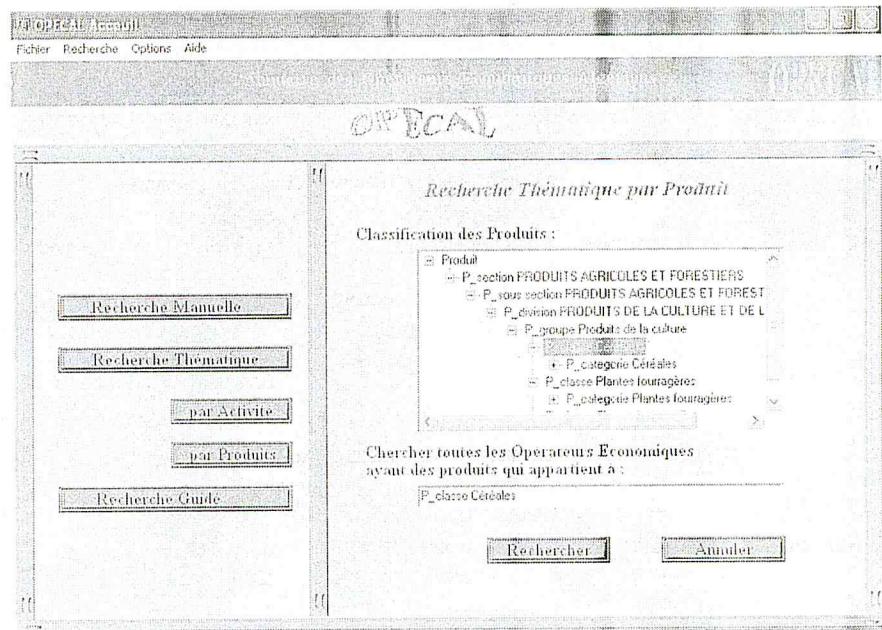 OPECAL Acceuil
Fichier Recherche Options Aide
OPECAL
Recherche Thématique par Produit
Classification des Produits :
Produit
P_section PRODUITS AGRICOLES ET FORESTIERS
P_sous section PRODUITS AGRICOLES ET FOREST
P_division PRODUITS DE LA CULTURE ET DE L
P_groupe Produits de la culture
P_categorie Céréales
P_classe Plantes fourragères
P_categorie Plantes fourragères
Recherche Manuelle
Recherche Thématique
par Activité
par Produits
Recherche Guidé
Chercher toutes les Operateurs Economiques
ayant des produits qui appartient à :
P_classe Céréales
Rechercher
Annuler